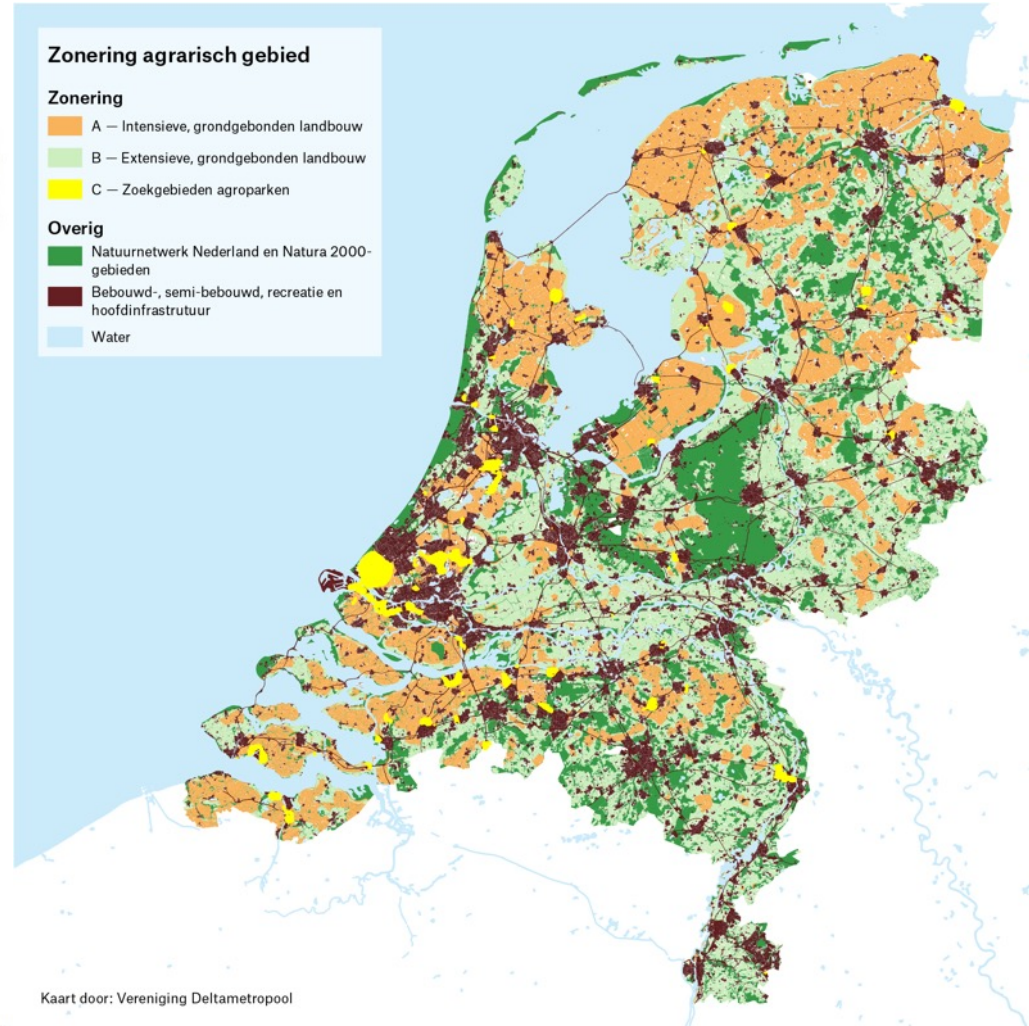 Zonering agrarisch gebied
Zonering
A — Intensieve, grondgebonden landbouw
B — Extensieve, grondgebonden landbouw
C — Zoekgebieden agroparken
Overig
Natuurnetwerk Nederland en Natura 2000-
gebieden
Bebouwd-, semi-bebouwd, recreatie en
hoofdinfrastrutuur
Water
Kaart door: Vereniging Deltametropool